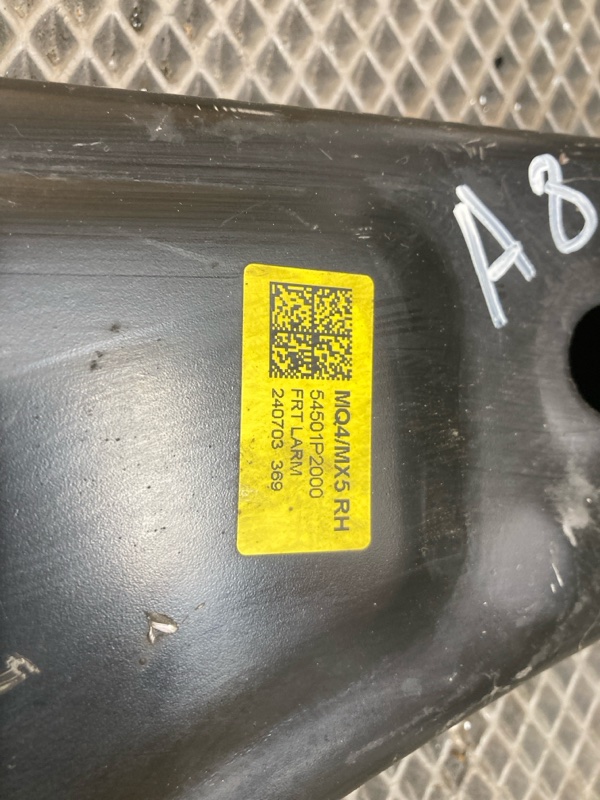 MQ4/MX5 RH
54501P2000
FRT LARM
240703 369
A8